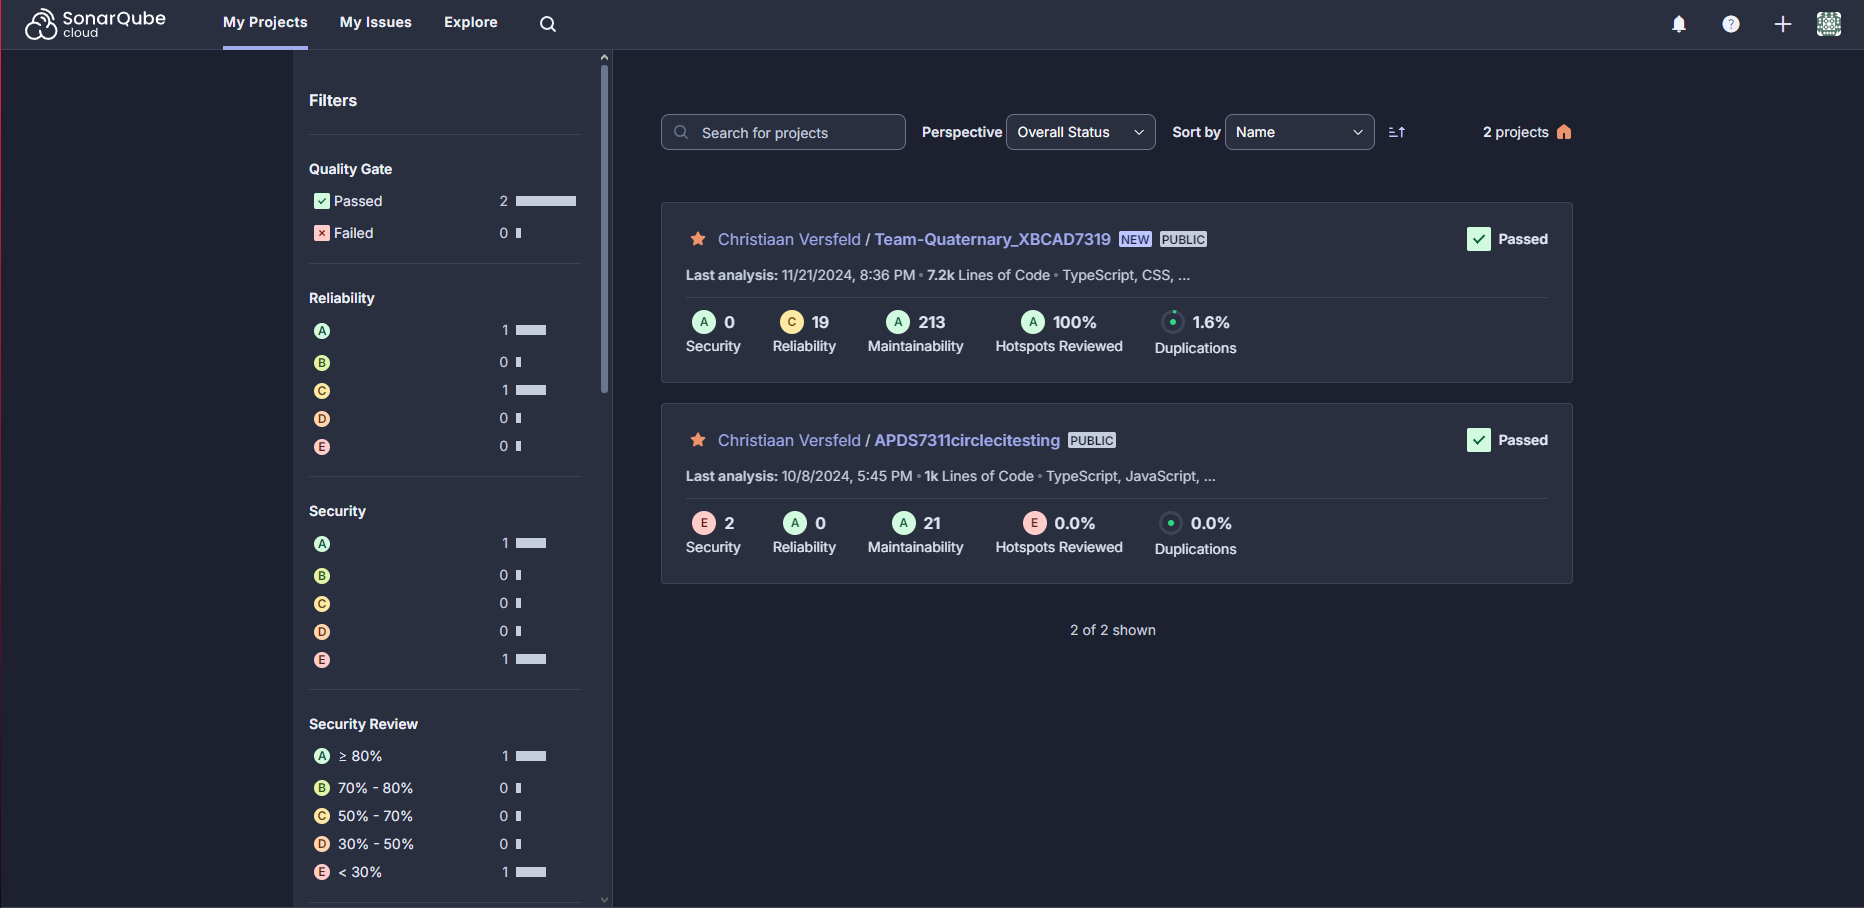 SonarQube cloud
My Projects My Issues Explore ?
Filters
Quality Gate
Passed 2
Failed 0
Reliability
A 1
B 0
C 1
D 0
E 0
Security
A 1
B 0
C 0
D 0
E 1
Security Review
A ≥ 80% 1
B 70% - 80% 0
C 50% - 70% 0
D 30% - 50% 0
E < 30% 1
Search for projects Perspective Overall Status Sort by Name 2 projects
Christiaan Versfeld / Team-Quaternary_XBCAD7319 NEW PUBLIC Passed
Last analysis: 11/21/2024, 8:36 PM • 7.2k Lines of Code • TypeScript, CSS, ...
A 0 C 19 A 213 A 100% 1.6%
Security Reliability Maintainability Hotspots Reviewed Duplications
Christiaan Versfeld / APDS7311circlecitesting PUBLIC Passed
Last analysis: 10/8/2024, 5:45 PM • 1k Lines of Code • TypeScript, JavaScript, ...
E 2 A 0 A 21 E 0.0% 0.0%
Security Reliability Maintainability Hotspots Reviewed Duplications
2 of 2 shown